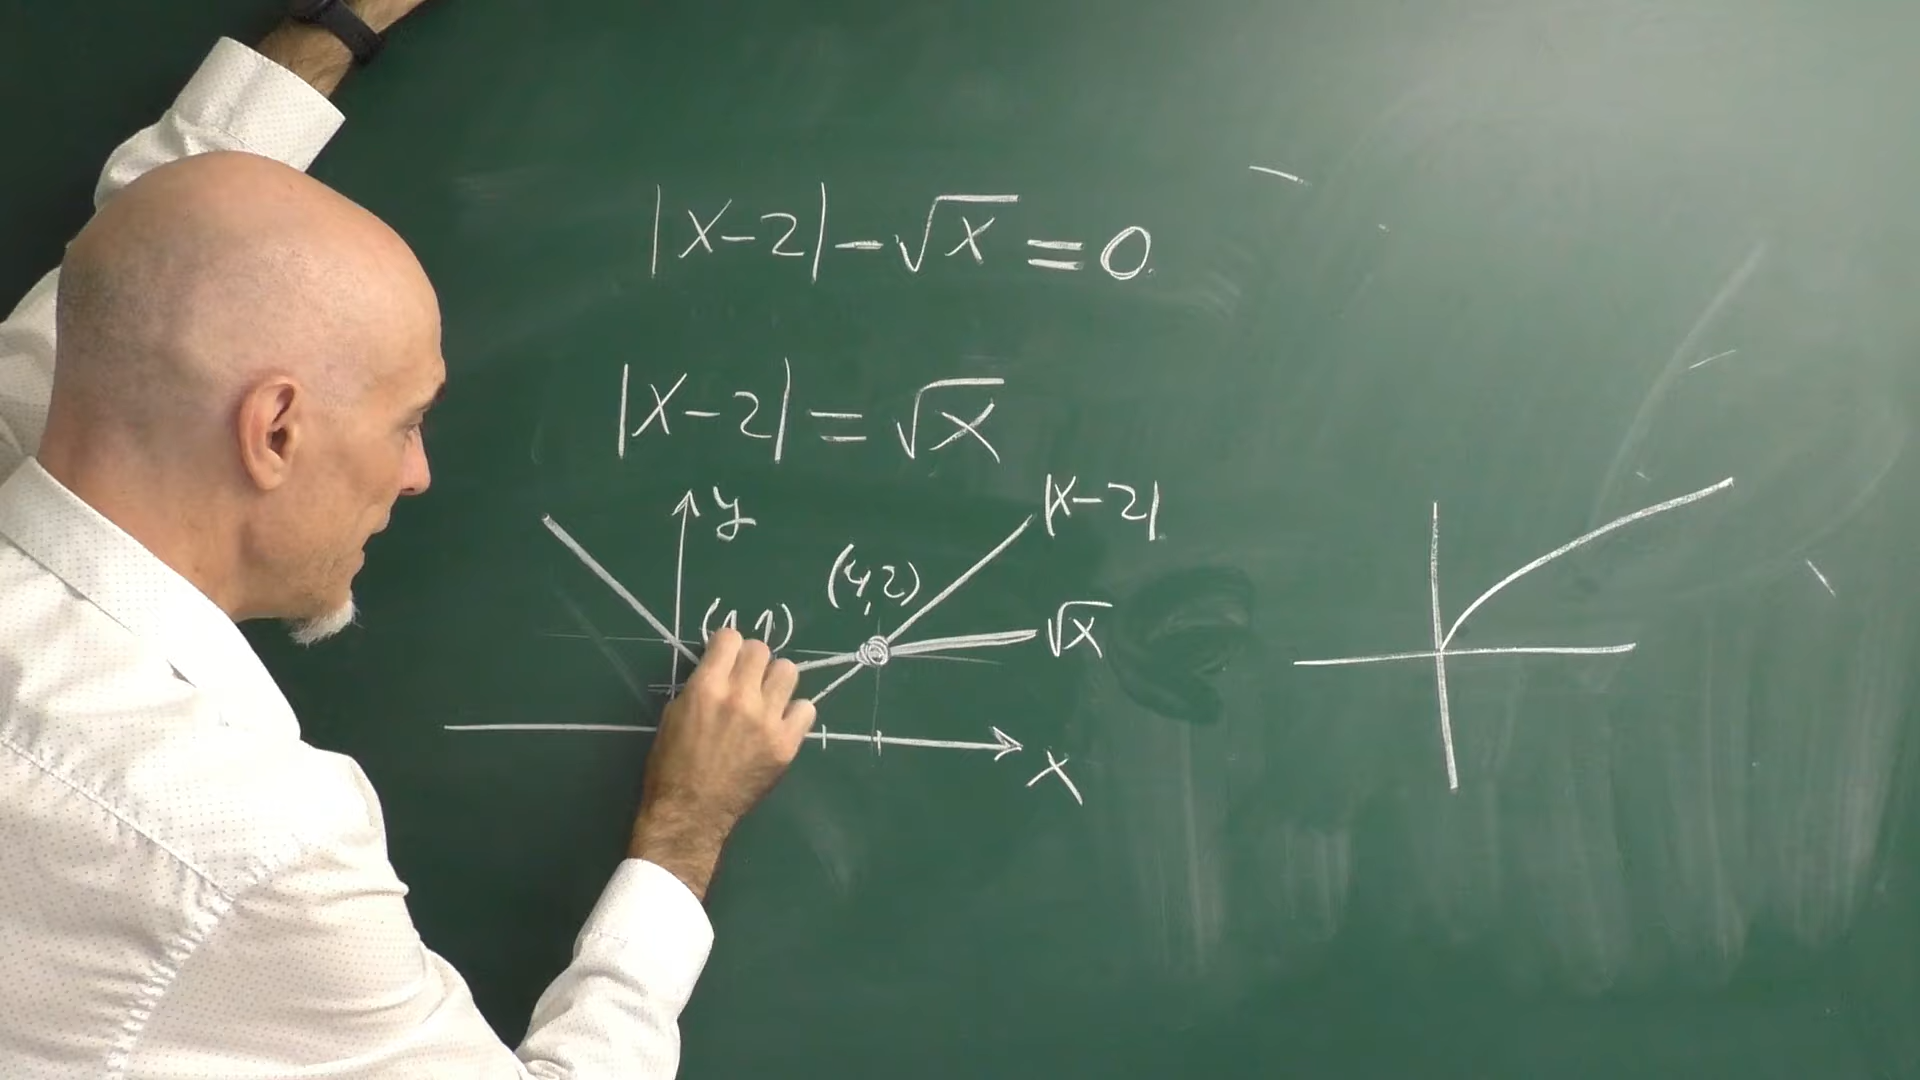 |x-2|-√x=0.
|x-2|=√x
y
|x-2|
(4,2)
(1,1)
√x
x